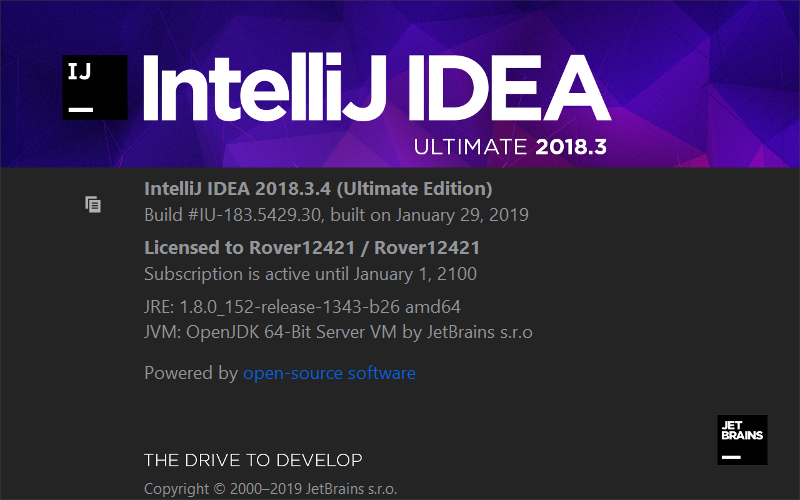 IJ
IntelliJ IDEA
ULTIMATE 2018.3
IntelliJ IDEA 2018.3.4 (Ultimate Edition)
Build #IU-183.5429.30, built on January 29, 2019
Licensed to Rover12421 / Rover12421
Subscription is active until January 1, 2100
JRE: 1.8.0_152-release-1343-b26 amd64
JVM: OpenJDK 64-Bit Server VM by JetBrains s.r.o
Powered by open-source software
JET
BRAINS
THE DRIVE TO DEVELOP
Copyright © 2000–2019 JetBrains s.r.o.